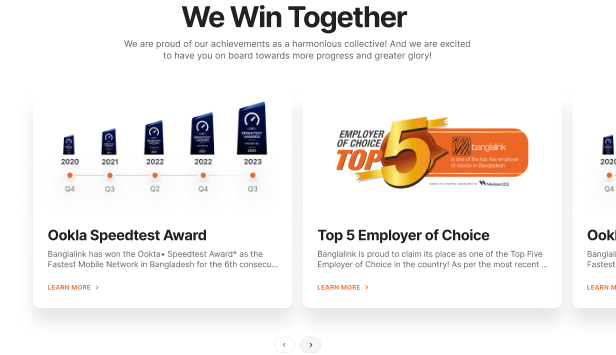 We Win Together
We are proud of our achievements as a harmonious collective! And we are excited
to have you on board towards more progress and greater glory!
2020 2021 2022 2022 2023
Q4 Q3 Q2 Q4 Q3
Ookla Speedtest Award
Banglalink has won the Ookta• Speedtest Award* as the
Fastest Mobile Network in Bangladesh for the 6th consecu...
LEARN MORE
EMPLOYER
OF CHOICE
TOP 5
banglalink
is one of the top five employer
of choice in Bangladesh
based on a survey conducted by NielsenIQ
Top 5 Employer of Choice
Banglalink is proud to claim its place as one of the Top Five
Employer of Choice in the country! As per the most recent ...
LEARN MORE
2020
Q4
Ookl
Banglali
Fastest
LEARN M